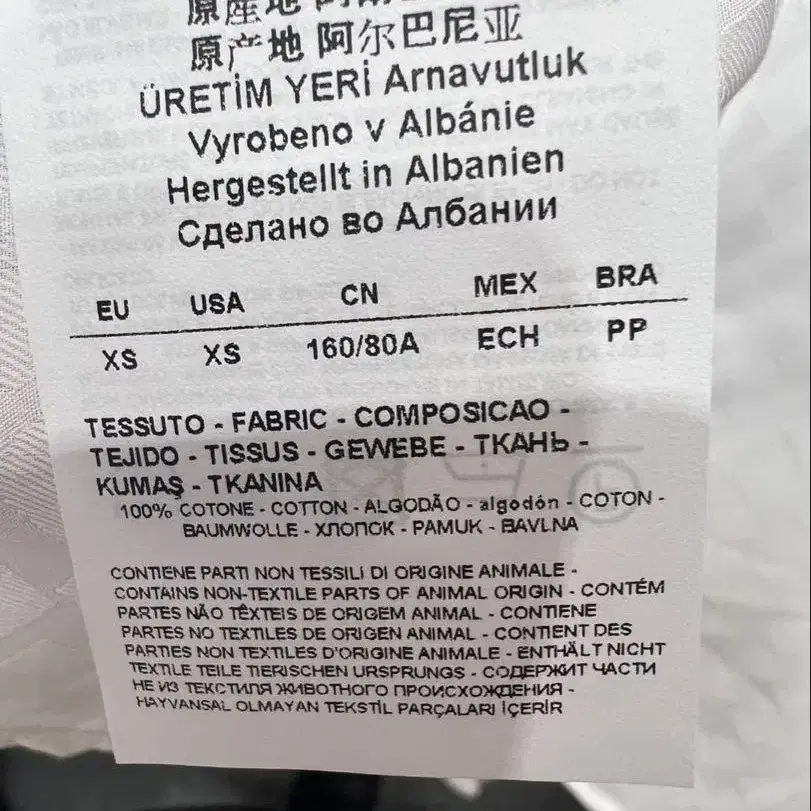 原產地
原产地 阿尔巴尼亚
ÜRETİM YERİ Arnavutluk
Vyrobeno v Albánie
Hergestellt in Albanien
Сделано во Албании
EU USA CN MEX BRA
XS XS 160/80A ECH PP
TESSUTO - FABRIC - COMPOSICAO -
TEJIDO - TISSUS - GEWEBE - ТКАНЬ -
KUMAŞ - TKANINA
100% COTONE - COTTON - ALGODÃO - algodón - COTON -
BAUMWOLLE - ХЛОПОК - PAMUK - BAVLNA
CONTIENE PARTI NON TESSILI DI ORIGINE ANIMALE -
CONTAINS NON-TEXTILE PARTS OF ANIMAL ORIGIN - CONTÉM
PARTES NÃO TÊXTEIS DE ORIGEM ANIMAL - CONTIENE
PARTES NO TEXTILES DE ORIGEN ANIMAL - CONTIENT DES
PARTIES NON TEXTILES D'ORIGINE ANIMALE - ENTHÄLT NICHT
TEXTILE TEILE TIERISCHEN URSPRUNGS - СОДЕРЖИТ ЧАСТИ
НЕ ИЗ ТЕКСТИЛЯ ЖИВОТНОГО ПРОИСХОЖДЕНИЯ -
HAYVANSAL OLMAYAN TEKSTİL PARÇALARI İÇERİR